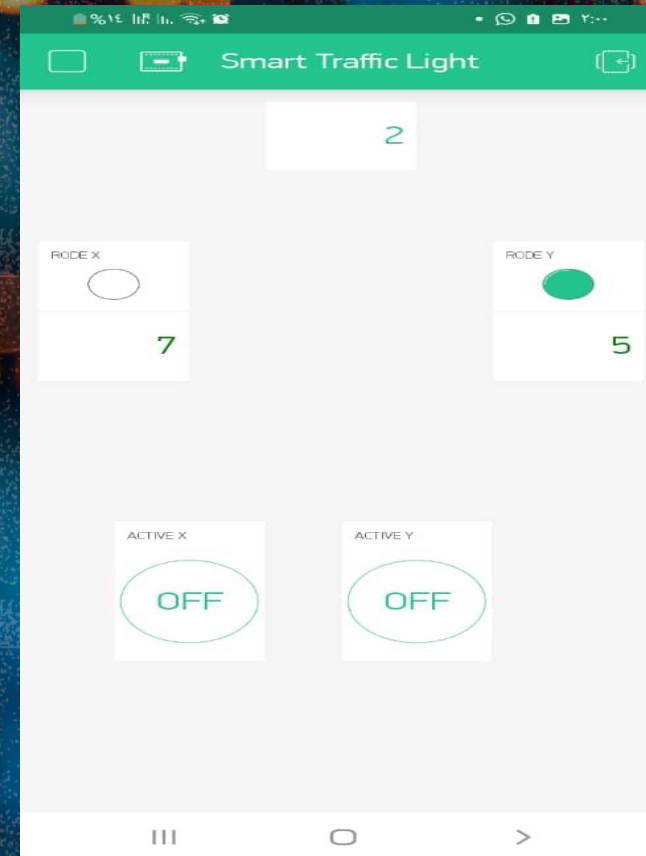 %١٤
٢:٠٠
Smart Traffic Light
2
RODE X
RODE Y
7
5
ACTIVE X
ACTIVE Y
OFF
OFF